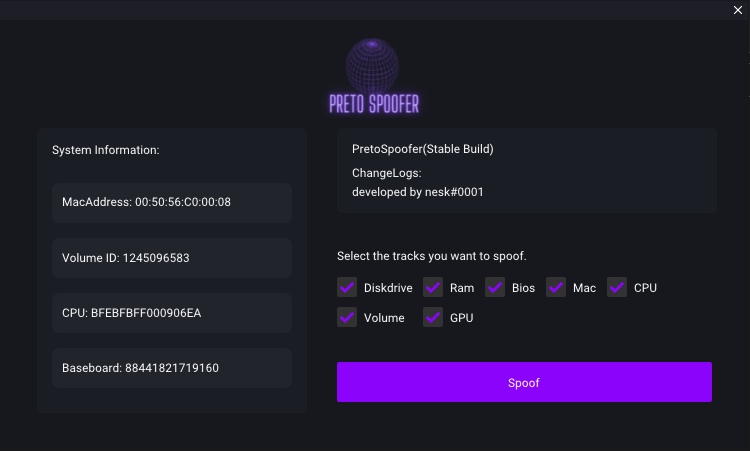 PRETO SPOOFER
System Information:
MacAddress: 00:50:56:C0:00:08
Volume ID: 1245096583
CPU: BFEBFBFF000906EA
Baseboard: 88441821719160
PretoSpoofer(Stable Build)
ChangeLogs:
developed by nesk#0001
Select the tracks you want to spoof.
Diskdrive Ram Bios Mac CPU
Volume GPU
Spoof